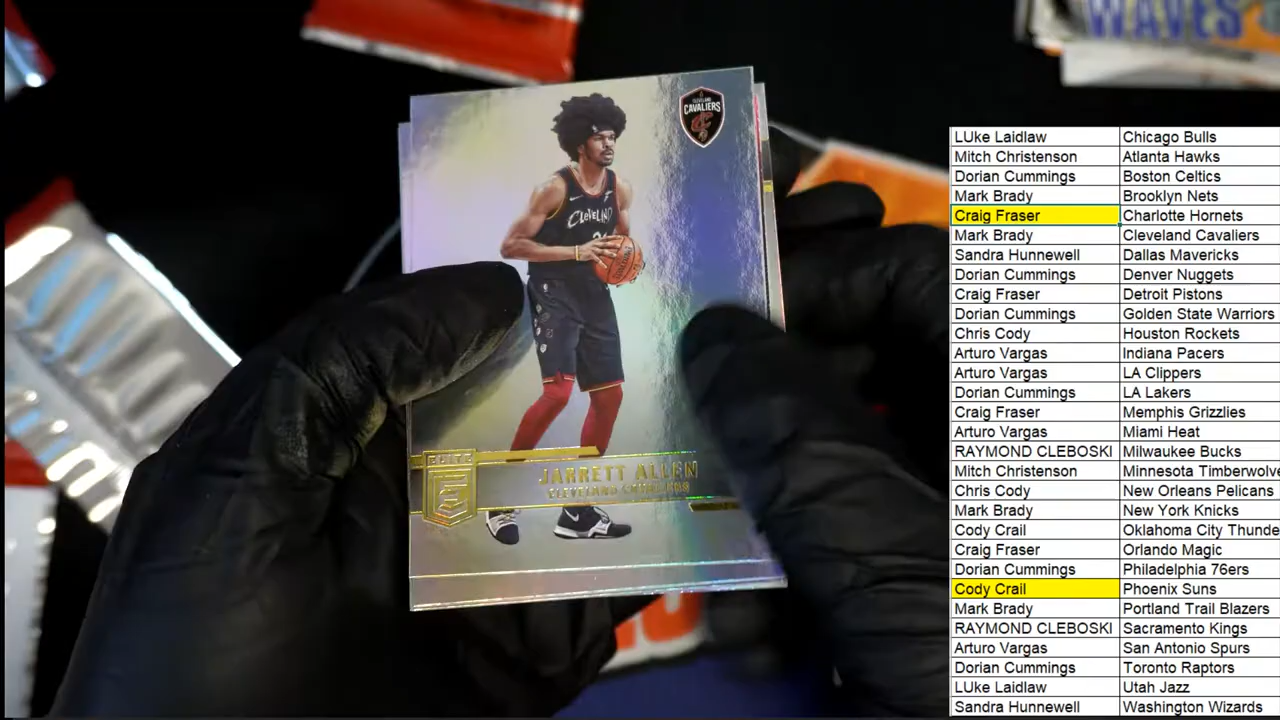 WAVES
CLEVELAND
CAVALIERS
CLEVELAND
ELITE
E
JARRETT ALLEN
CLEVELAND CAVALIERS
LUke Laidlaw Chicago Bulls
Mitch Christenson Atlanta Hawks
Dorian Cummings Boston Celtics
Mark Brady Brooklyn Nets
Craig Fraser Charlotte Hornets
Mark Brady Cleveland Cavaliers
Sandra Hunnewell Dallas Mavericks
Dorian Cummings Denver Nuggets
Craig Fraser Detroit Pistons
Dorian Cummings Golden State Warriors
Chris Cody Houston Rockets
Arturo Vargas Indiana Pacers
Arturo Vargas LA Clippers
Dorian Cummings LA Lakers
Craig Fraser Memphis Grizzlies
Arturo Vargas Miami Heat
RAYMOND CLEBOSKI Milwaukee Bucks
Mitch Christenson Minnesota Timberwolve
Chris Cody New Orleans Pelicans
Mark Brady New York Knicks
Cody Crail Oklahoma City Thunde
Craig Fraser Orlando Magic
Dorian Cummings Philadelphia 76ers
Cody Crail Phoenix Suns
Mark Brady Portland Trail Blazers
RAYMOND CLEBOSKI Sacramento Kings
Arturo Vargas San Antonio Spurs
Dorian Cummings Toronto Raptors
LUke Laidlaw Utah Jazz
Sandra Hunnewell Washington Wizards